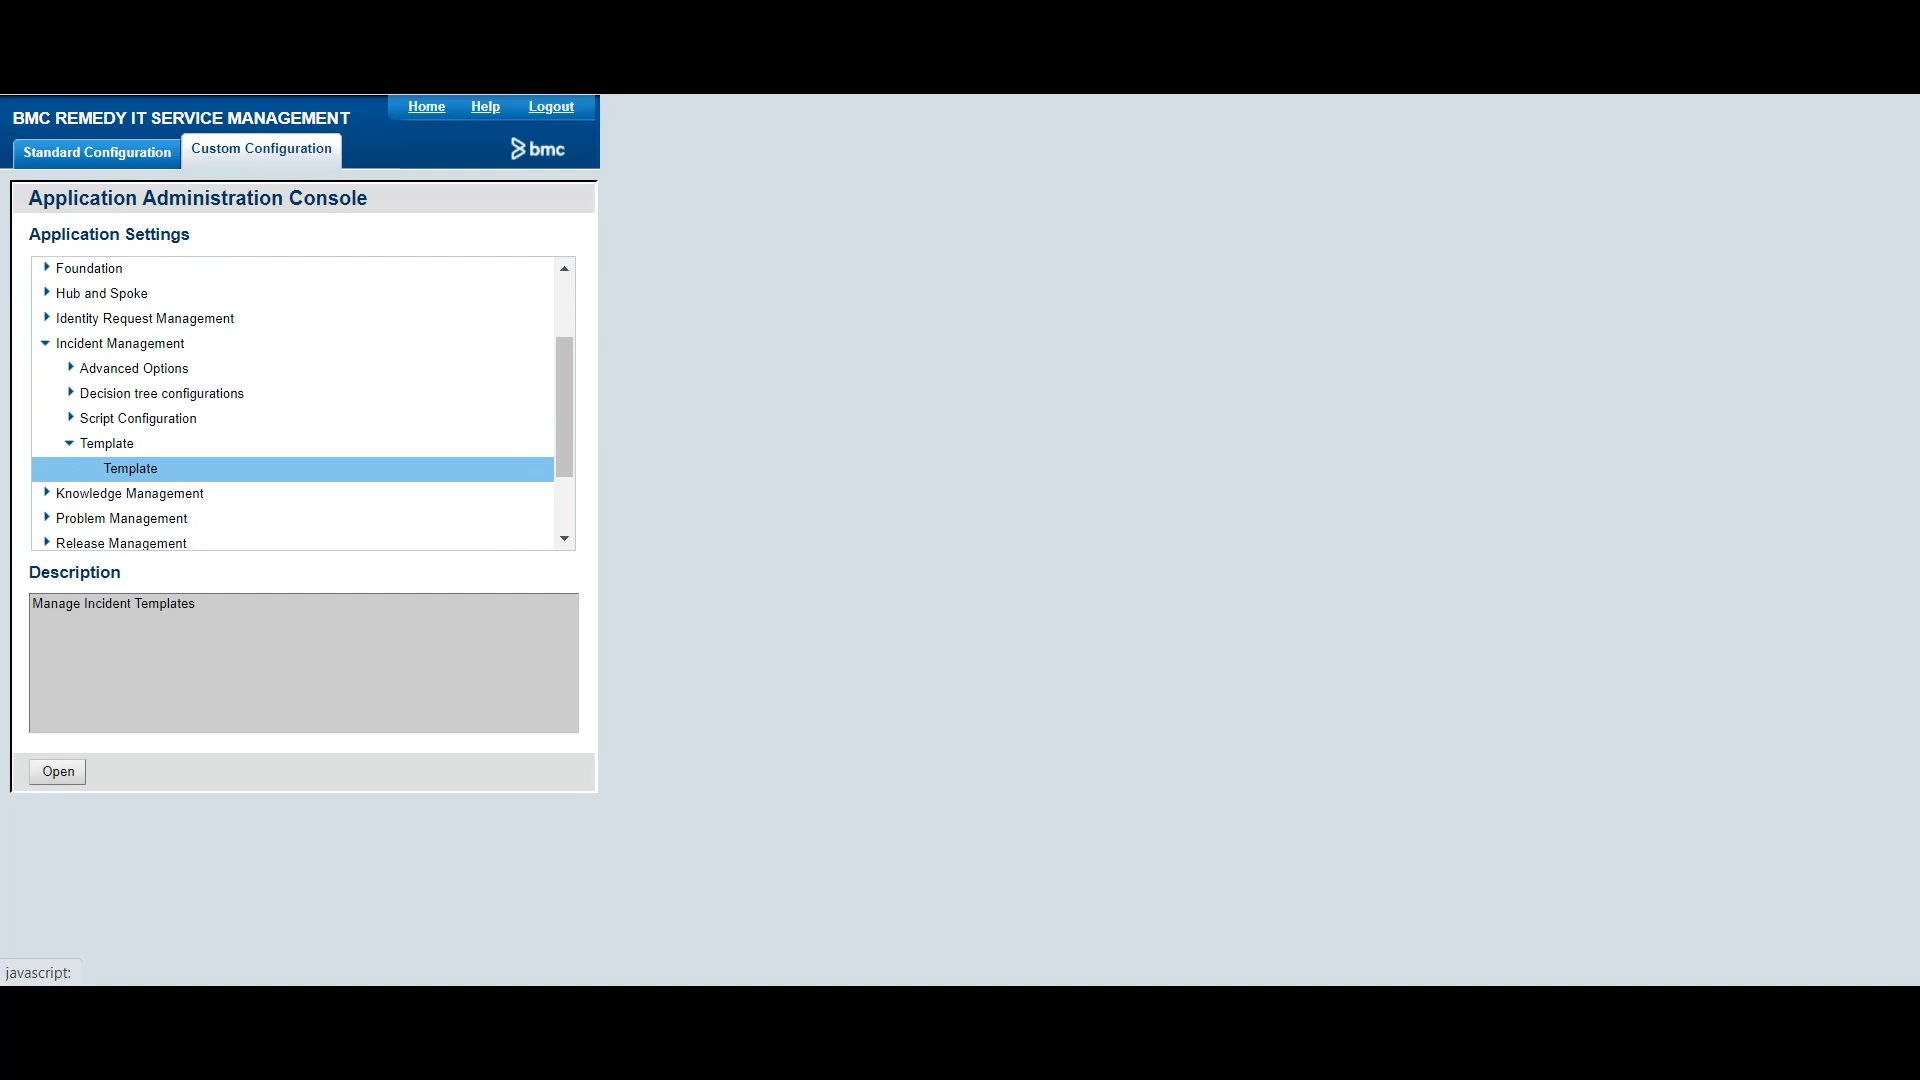 Home Help Logout
BMC REMEDY IT SERVICE MANAGEMENT
Standard Configuration Custom Configuration
bmc
Application Administration Console
Application Settings
Foundation
Hub and Spoke
Identity Request Management
Incident Management
Advanced Options
Decision tree configurations
Script Configuration
Template
Template
Knowledge Management
Problem Management
Release Management
Description
Manage Incident Templates
Open
javascript: